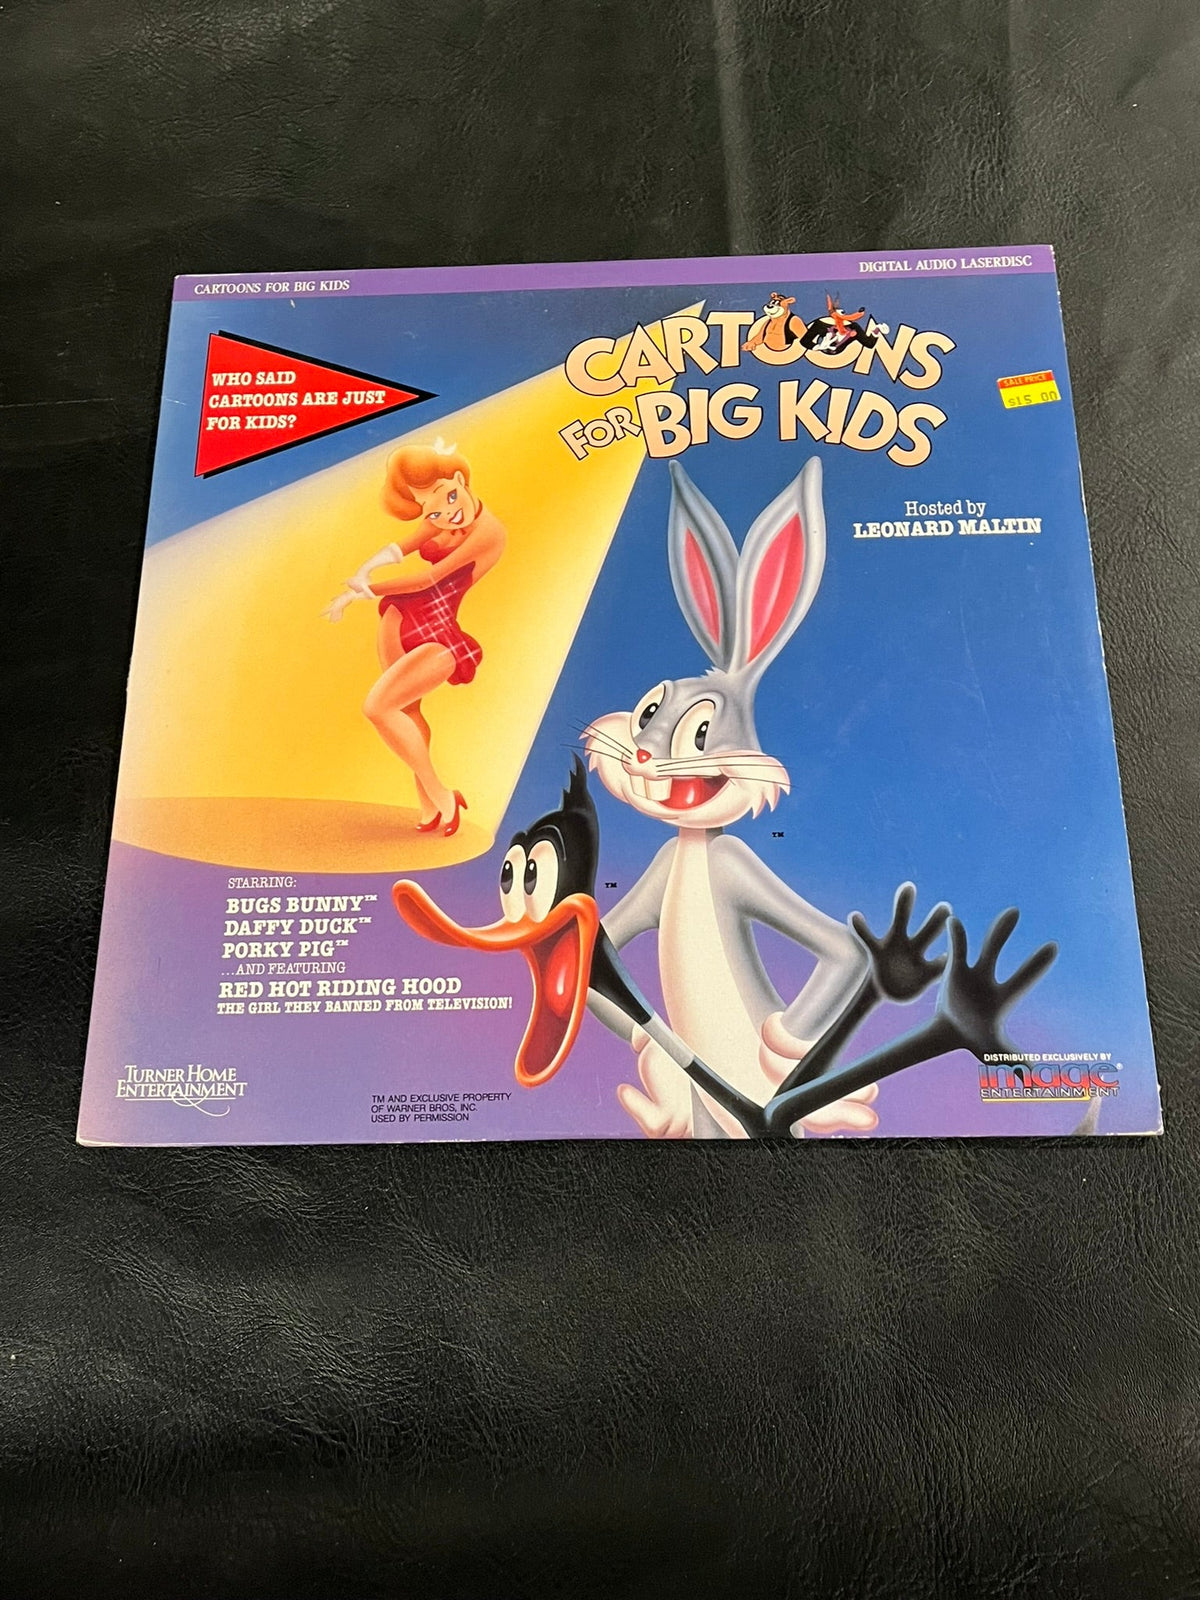 CARTOONS FOR BIG KIDS
DIGITAL AUDIO LASERDISC
WHO SAID
CARTOONS ARE JUST
FOR KIDS?
CARTOONS
FOR BIG KIDS
SALE PRICE
$15.00
Hosted by
LEONARD MALTIN
TM
TM
STARRING:
BUGS BUNNY™
DAFFY DUCK™
PORKY PIG™
...AND FEATURING
RED HOT RIDING HOOD
THE GIRL THEY BANNED FROM TELEVISION!
TURNER HOME
ENTERTAINMENT
TM AND EXCLUSIVE PROPERTY
OF WARNER BROS, INC.
USED BY PERMISSION
DISTRIBUTED EXCLUSIVELY BY
image®
ENTERTAINMENT